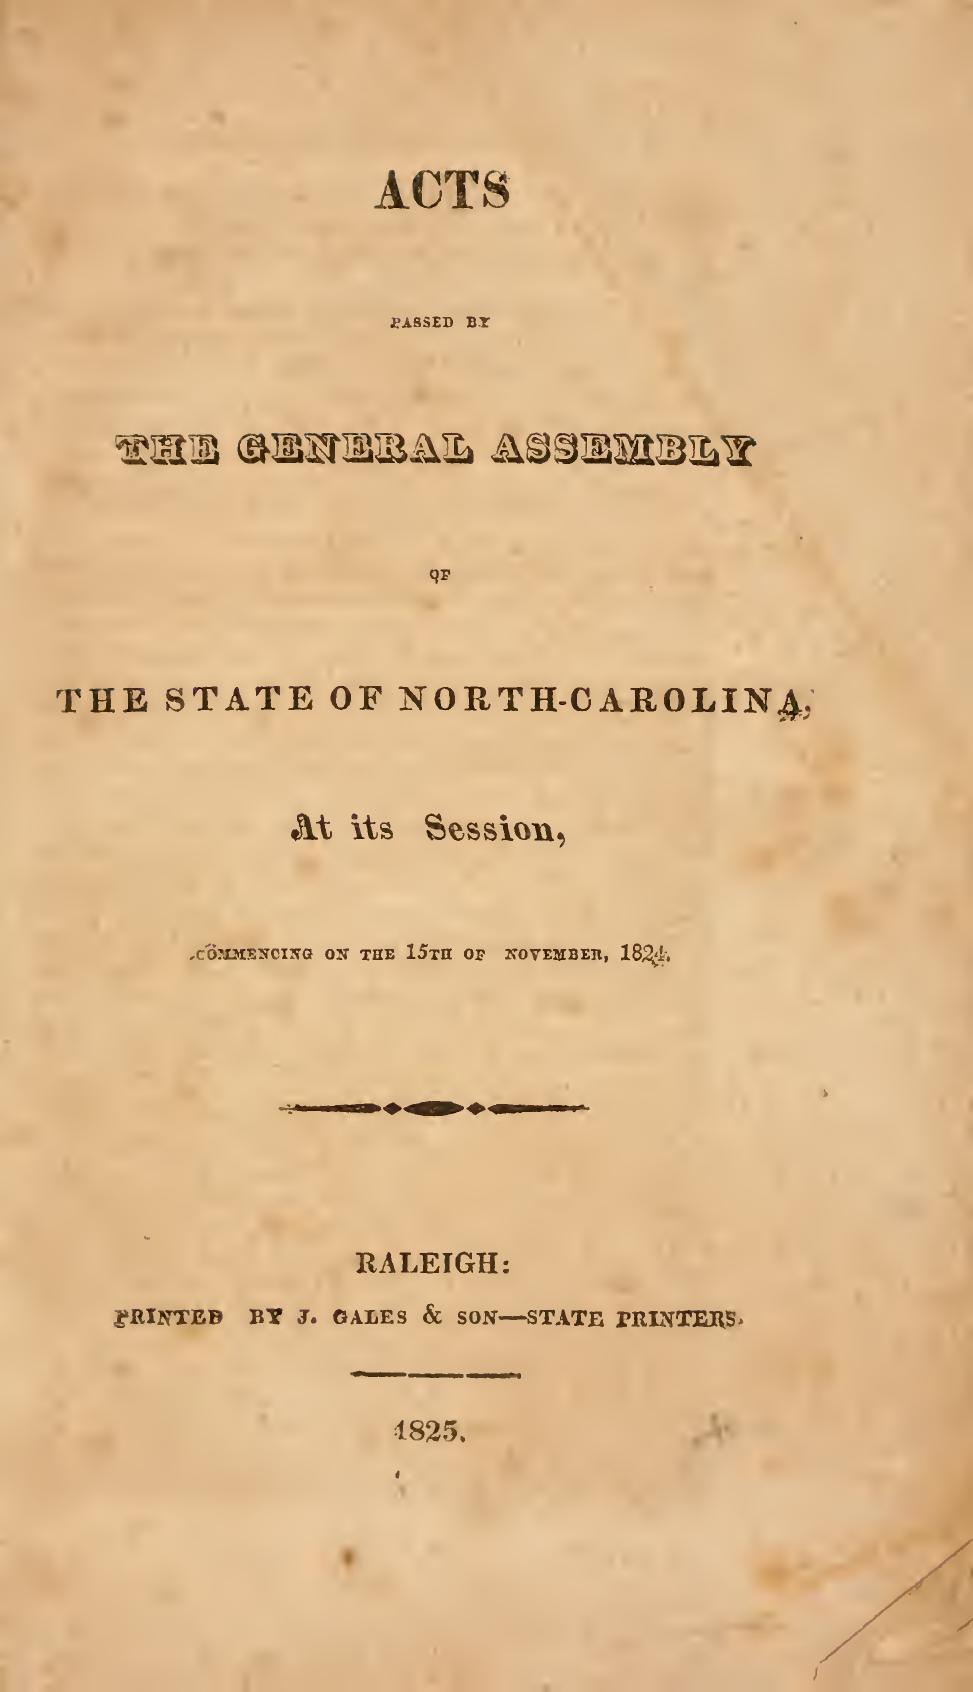 ACTS
PASSED BY
THE GENERAL ASSEMBLY
OF
THE STATE OF NORTH-CAROLINA,
At its Session,
COMMENCING ON THE 15TH OF NOVEMBER, 1824.
RALEIGH:
PRINTED BY J. GALES & SON—STATE PRINTERS.
1825.